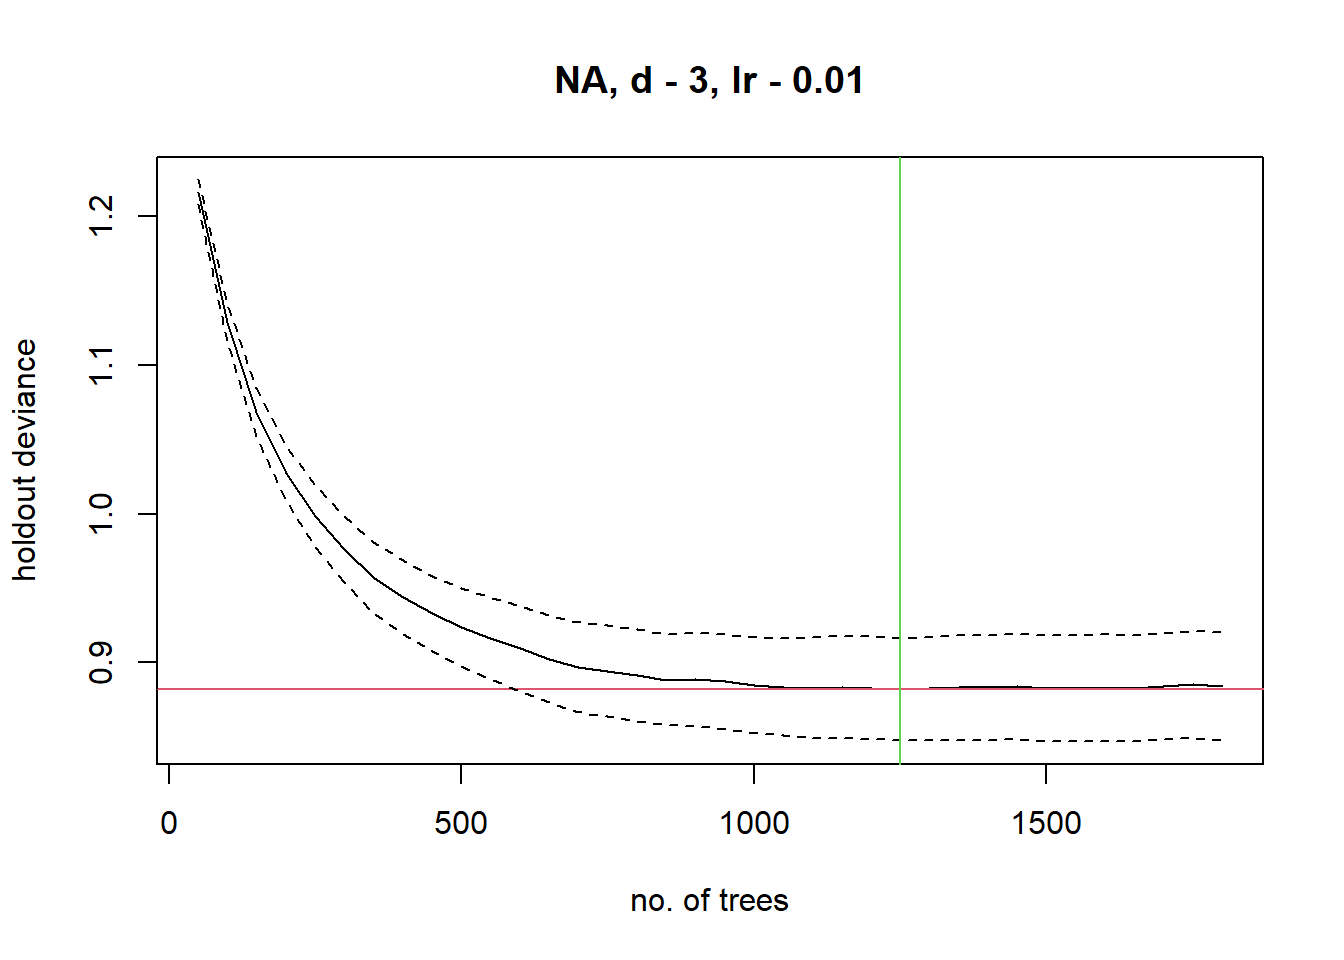 NA, d - 3, lr - 0.01
holdout deviance
1.2
1.1
1.0
0.9
0 500 1000 1500
no. of trees